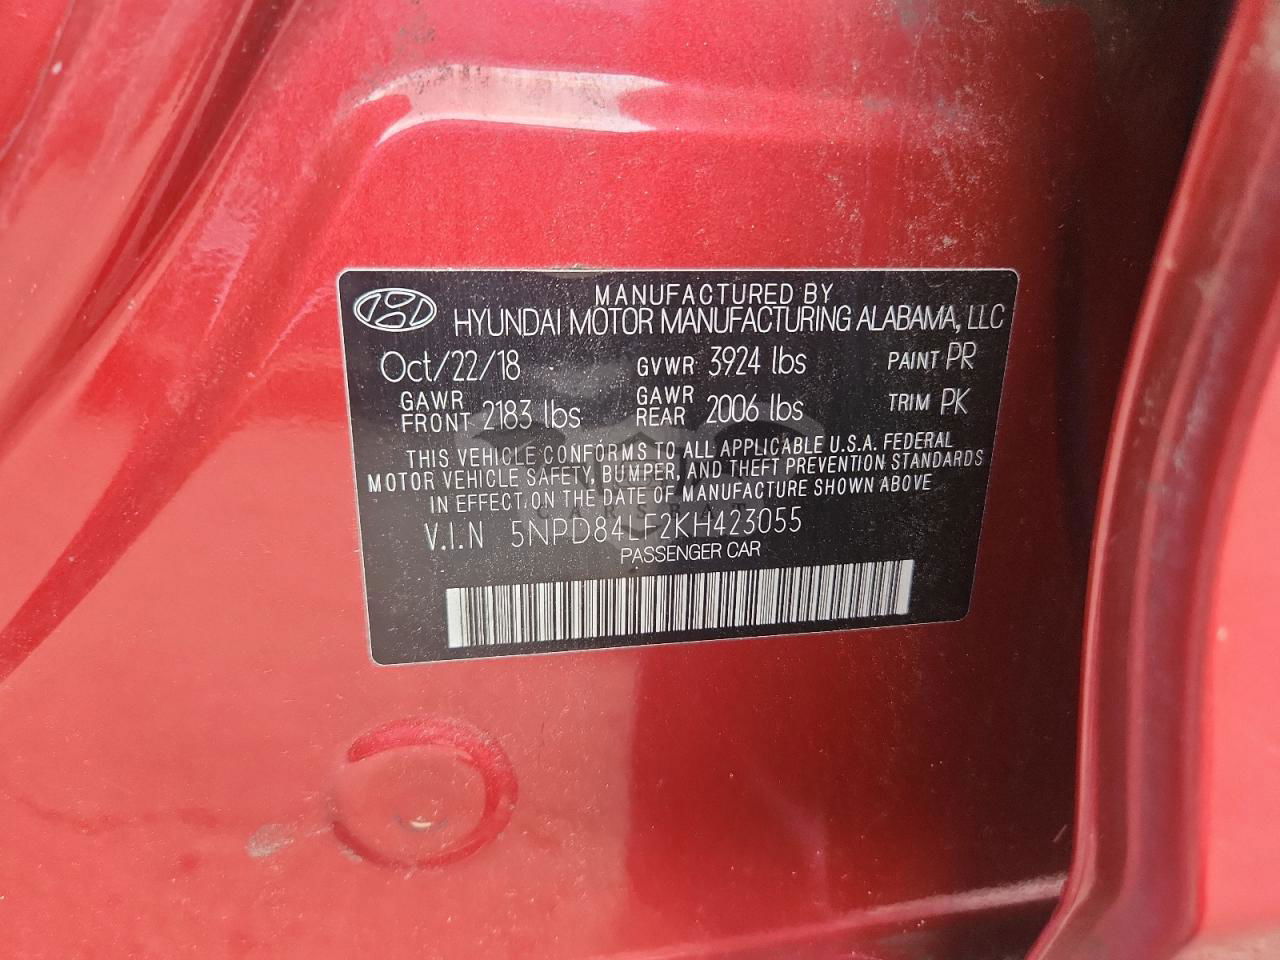 MANUFACTURED BY
HYUNDAI MOTOR MANUFACTURING ALABAMA, LLC
Oct/22/18 GVWR 3924 lbs PAINT PR
GAWR FRONT 2183 lbs GAWR REAR 2006 lbs TRIM PK
THIS VEHICLE CONFORMS TO ALL APPLICABLE U.S.A. FEDERAL
MOTOR VEHICLE SAFETY, BUMPER, AND THEFT PREVENTION STANDARDS
IN EFFECT ON THE DATE OF MANUFACTURE SHOWN ABOVE
V.I.N 5NPD84LF2KH423055
PASSENGER CAR